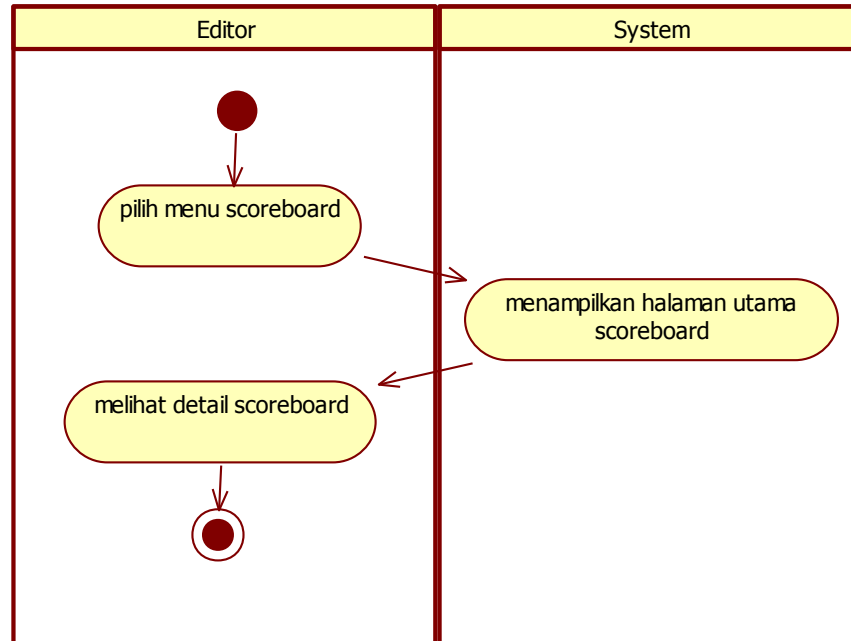 Editor
System
pilih menu scoreboard
menampilkan halaman utama
scoreboard
melihat detail scoreboard